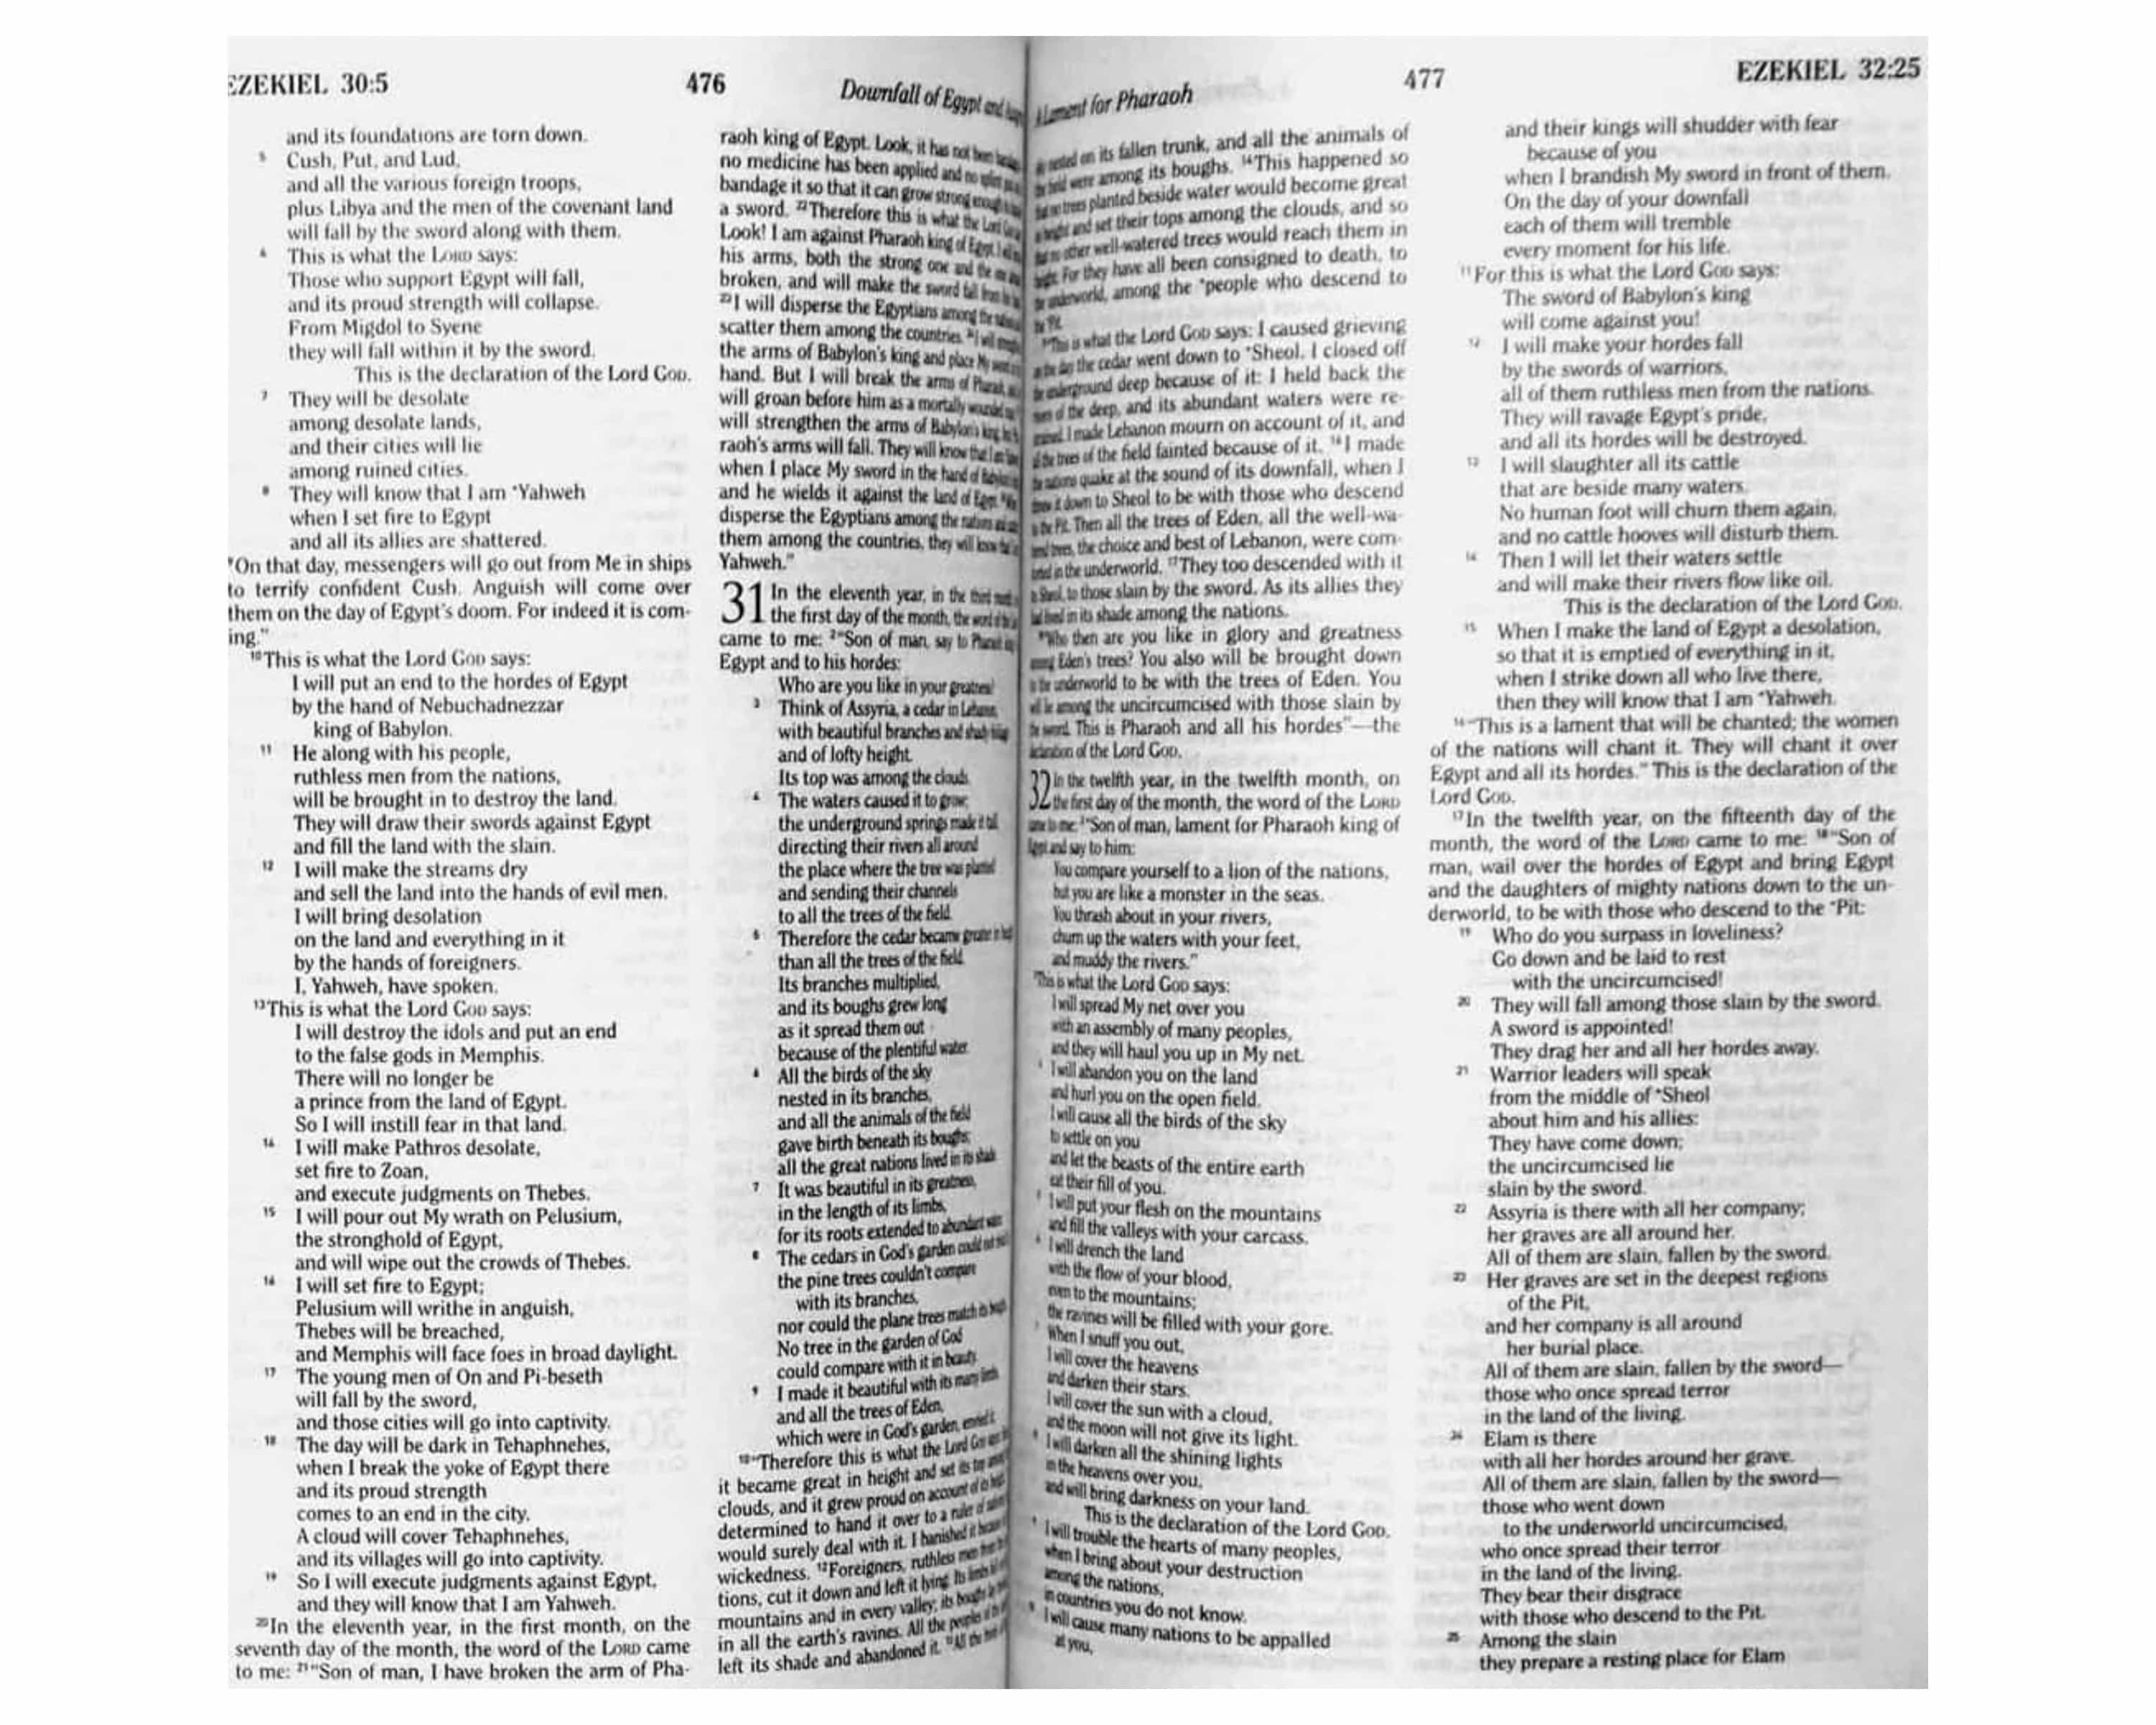 EZEKIEL 30:5
476
Downfall of Egypt and
and its foundations are torn down.
5 Cush, Put, and Lud,
and all the various foreign troops,
plus Libya and the men of the covenant land
will fall by the sword along with them.
6 This is what the LORD says:
Those who support Egypt will fall,
and its proud strength will collapse.
From Migdol to Syene
they will fall within it by the sword.
This is the declaration of the Lord GOD.
7 They will be desolate
among desolate lands,
and their cities will lie
among ruined cities.
8 They will know that I am *Yahweh
when I set fire to Egypt
and all its allies are shattered.
9On that day, messengers will go out from Me in ships
to terrify confident Cush. Anguish will come over
them on the day of Egypt's doom. For indeed it is com-
ing."
10This is what the Lord GOD says:
I will put an end to the hordes of Egypt
by the hand of Nebuchadnezzar
king of Babylon.
11 He along with his people,
ruthless men from the nations,
will be brought in to destroy the land.
They will draw their swords against Egypt
and fill the land with the slain.
12 I will make the streams dry
and sell the land into the hands of evil men.
I will bring desolation
on the land and everything in it
by the hands of foreigners.
I, Yahweh, have spoken.
13This is what the Lord GOD says:
I will destroy the idols and put an end
to the false gods in Memphis.
There will no longer be
a prince from the land of Egypt.
So I will instill fear in that land.
14 I will make Pathros desolate,
set fire to Zoan,
and execute judgments on Thebes.
15 I will pour out My wrath on Pelusium,
the stronghold of Egypt,
and will wipe out the crowds of Thebes.
16 I will set fire to Egypt;
Pelusium will writhe in anguish,
Thebes will be breached,
and Memphis will face foes in broad daylight.
17 The young men of On and Pi-beseth
will fall by the sword,
and those cities will go into captivity.
18 The day will be dark in Tehaphnehes,
when I break the yoke of Egypt there
and its proud strength
comes to an end in the city.
A cloud will cover Tehaphnehes,
and its villages will go into captivity.
19 So I will execute judgments against Egypt,
and they will know that I am Yahweh.
20In the eleventh year, in the first month, on the
seventh day of the month, the word of the LORD came
to me: 21"Son of man, I have broken the arm of Pha-
raoh king of Egypt. Look, it has not been
no medicine has been applied and no
bandage it so that it can grow strong enough
a sword. 22Therefore this is what the Lord
Look! I am against Pharaoh king of Egypt. I
his arms, both the strong one and the
broken, and will make the sword fall from
23I will disperse the Egyptians among the
scatter them among the countries. 24I will
the arms of Babylon's king and place My sword
hand. But I will break the arms of Pharaoh,
will groan before him as a mortally wounded
will strengthen the arms of Babylon's king
raoh's arms will fall. They will know that I
when I place My sword in the hand of
and he wields it against the land of Egypt.
disperse the Egyptians among the nations
them among the countries, they will know
Yahweh."
31 In the eleventh year, in the third
the first day of the month, the word
came to me: 2"Son of man, say to Pharaoh
Egypt and to his hordes:
Who are you like in your greatness?
3 Think of Assyria, a cedar in Lebanon,
with beautiful branches and shady
and of lofty height.
Its top was among the clouds.
4 The waters caused it to grow;
the underground springs made it tall,
directing their rivers all around
the place where the tree was planted
and sending their channels
to all the trees of the field.
5 Therefore the cedar became greater in
than all the trees of the field.
Its branches multiplied,
and its boughs grew long
as it spread them out
because of the plentiful water.
6 All the birds of the sky
nested in its branches,
and all the animals of the field
gave birth beneath its boughs;
all the great nations lived in its shade.
7 It was beautiful in its greatness,
in the length of its limbs,
for its roots extended to abundant water.
8 The cedars in God's garden could not
the pine trees couldn't compare
with its branches,
nor could the plane trees match its boughs.
No tree in the garden of God
could compare with it in beauty.
9 I made it beautiful with its many limbs,
and all the trees of Eden,
which were in God's garden, envied it.
10"Therefore this is what the Lord GOD
it became great in height and set its top
clouds, and it grew proud on account of its
determined to hand it over to a ruler of
would surely deal with it. I banished it
wickedness. 12Foreigners, ruthless men from the
tions, cut it down and left it lying. Its limbs
mountains and in every valley; its boughs
in all the earth's ravines. All the peoples of the
left its shade and abandoned it. 13All the
A Lament for Pharaoh
477
EZEKIEL 32:25
nested on its fallen trunk, and all the animals of
the field were among its boughs. 14This happened so
that no trees planted beside water would become great
in height and set their tops among the clouds, and so
that no other well-watered trees would reach them in
height. For they have all been consigned to death, to
the underworld, among the *people who descend to
the Pit.
15"This is what the Lord GOD says: I caused grieving
on the day the cedar went down to *Sheol. I closed off
the underground deep because of it: I held back the
rivers of the deep, and its abundant waters were re-
strained. I made Lebanon mourn on account of it, and
all the trees of the field fainted because of it. 16I made
the nations quake at the sound of its downfall, when I
threw it down to Sheol to be with those who descend
to the Pit. Then all the trees of Eden, all the well-wa-
tered trees, the choice and best of Lebanon, were com-
forted in the underworld. 17They too descended with it
to Sheol, to those slain by the sword. As its allies they
had lived in its shade among the nations.
18"Who then are you like in glory and greatness
among Eden's trees? You also will be brought down
to the underworld to be with the trees of Eden. You
will lie among the uncircumcised with those slain by
the sword. This is Pharaoh and all his hordes"—the
declaration of the Lord GOD.
32 In the twelfth year, in the twelfth month, on
the first day of the month, the word of the LORD
came to me: 2"Son of man, lament for Pharaoh king of
Egypt and say to him:
You compare yourself to a lion of the nations,
but you are like a monster in the seas.
You thrash about in your rivers,
churn up the waters with your feet,
and muddy the rivers."
3This is what the Lord GOD says:
I will spread My net over you
with an assembly of many peoples,
and they will haul you up in My net.
4 I will abandon you on the land
and hurl you on the open field.
I will cause all the birds of the sky
to settle on you
and let the beasts of the entire earth
eat their fill of you.
5 I will put your flesh on the mountains
and fill the valleys with your carcass.
6 I will drench the land
with the flow of your blood,
even to the mountains;
the ravines will be filled with your gore.
7 When I snuff you out,
I will cover the heavens
and darken their stars.
I will cover the sun with a cloud,
and the moon will not give its light.
8 I will darken all the shining lights
in the heavens over you,
and will bring darkness on your land.
This is the declaration of the Lord GOD.
9 I will trouble the hearts of many peoples,
when I bring about your destruction
among the nations,
in countries you do not know.
10 I will cause many nations to be appalled
at you,
and their kings will shudder with fear
because of you
when I brandish My sword in front of them.
On the day of your downfall
each of them will tremble
every moment for his life.
11For this is what the Lord GOD says:
The sword of Babylon's king
will come against you!
12 I will make your hordes fall
by the swords of warriors,
all of them ruthless men from the nations.
They will ravage Egypt's pride,
and all its hordes will be destroyed.
13 I will slaughter all its cattle
that are beside many waters.
No human foot will churn them again,
and no cattle hooves will disturb them.
14 Then I will let their waters settle
and will make their rivers flow like oil.
This is the declaration of the Lord GOD.
15 When I make the land of Egypt a desolation,
so that it is emptied of everything in it,
when I strike down all who live there,
then they will know that I am *Yahweh.
16"This is a lament that will be chanted; the women
of the nations will chant it. They will chant it over
Egypt and all its hordes." This is the declaration of the
Lord GOD.
17In the twelfth year, on the fifteenth day of the
month, the word of the LORD came to me: 18"Son of
man, wail over the hordes of Egypt and bring Egypt
and the daughters of mighty nations down to the un-
derworld, to be with those who descend to the *Pit:
19 Who do you surpass in loveliness?
Go down and be laid to rest
with the uncircumcised!
20 They will fall among those slain by the sword.
A sword is appointed!
They drag her and all her hordes away.
21 Warrior leaders will speak
from the middle of *Sheol
about him and his allies:
They have come down;
the uncircumcised lie
slain by the sword.
22 Assyria is there with all her company;
her graves are all around her.
All of them are slain, fallen by the sword.
23 Her graves are set in the deepest regions
of the Pit,
and her company is all around
her burial place.
All of them are slain, fallen by the sword—
those who once spread terror
in the land of the living.
24 Elam is there
with all her hordes around her grave.
All of them are slain, fallen by the sword—
those who went down
to the underworld uncircumcised,
who once spread their terror
in the land of the living.
They bear their disgrace
with those who descend to the Pit.
25 Among the slain
they prepare a resting place for Elam